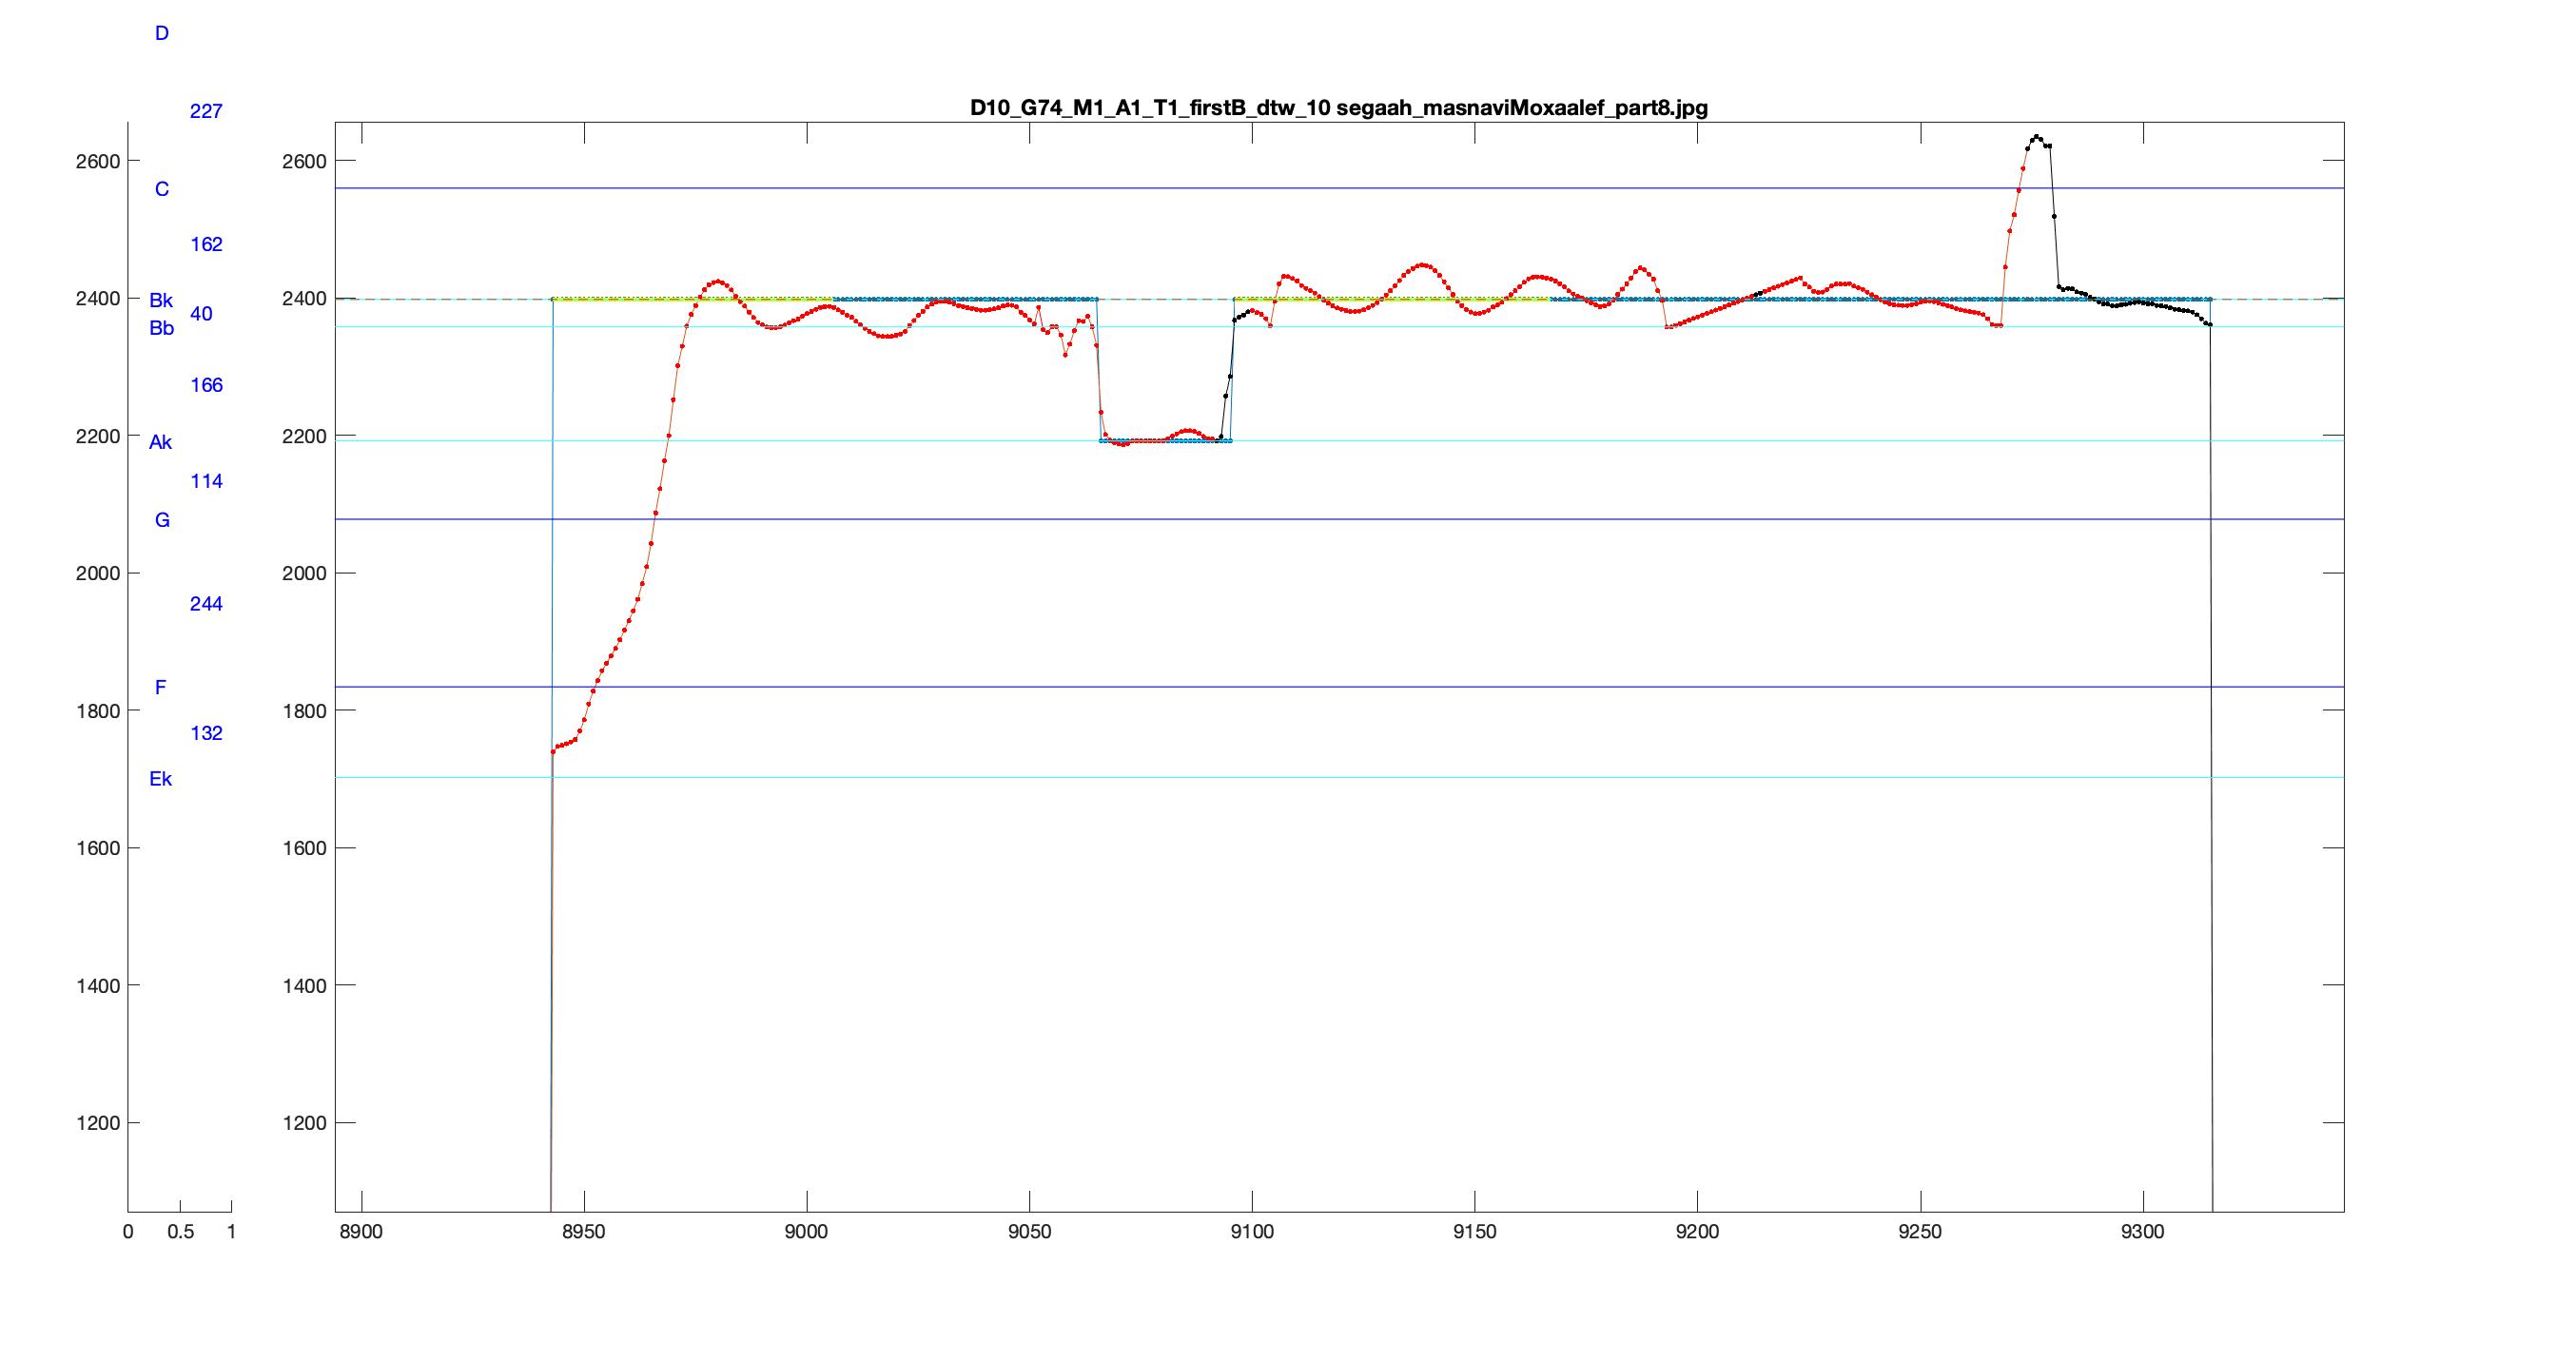 D
227
D10_G74_M1_A1_T1_firstB_dtw_10 segaah_masnaviMoxaalef_part8.jpg
2600 2600
C
162
2400 Bk 2400
40
Bb
166
2200 Ak 2200
114
G
2000 2000
244
F
1800 1800
132
Ek
1600 1600
1400 1400
1200 1200
0 0.5 1 8900 8950 9000 9050 9100 9150 9200 9250 9300